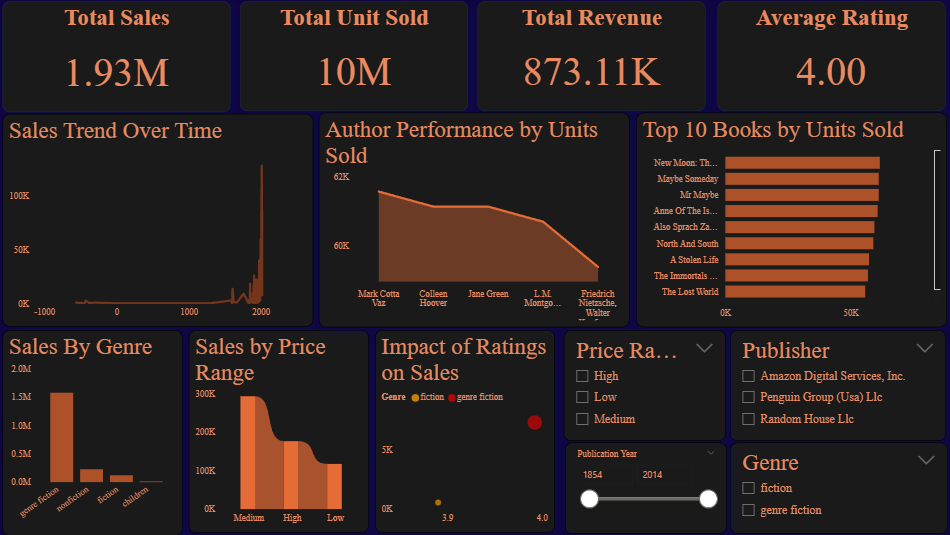 Total Sales
1.93M
Total Unit Sold
10M
Total Revenue
873.11K
Average Rating
4.00
Sales Trend Over Time
100K
50K
0K
-1000 0 1000 2000
Author Performance by Units
Sold
62K
60K
Mark Cotta
Vaz
Colleen
Hoover
Jane Green
L.M.
Montgo...
Friedrich
Nietzsche,
Walter
Top 10 Books by Units Sold
New Moon: Th...
Maybe Someday
Mr Maybe
Anne Of The Is...
Also Sprach Za...
North And South
A Stolen Life
The Immortals ...
The Lost World
0K 50K
Sales By Genre
2.0M
1.5M
1.0M
0.5M
0.0M
genre fiction
nonfiction
fiction
children
Sales by Price
Range
300K
200K
100K
0K
Medium High Low
Impact of Ratings
on Sales
Genre fiction genre fiction
5K
0K
3.9 4.0
Price Ra...
High
Low
Medium
Publication Year
1854 2014
Publisher
Amazon Digital Services, Inc.
Penguin Group (Usa) Llc
Random House Llc
Genre
fiction
genre fiction